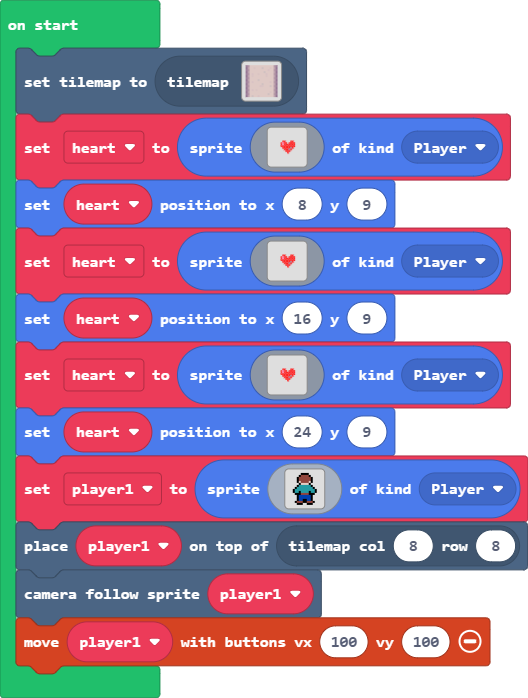 on start
set tilemap to tilemap
set heart to sprite of kind Player
set heart position to x 8 y 9
set heart to sprite of kind Player
set heart position to x 16 y 9
set heart to sprite of kind Player
set heart position to x 24 y 9
set player1 to sprite of kind Player
place player1 on top of tilemap col 8 row 8
camera follow sprite player1
move player1 with buttons vx 100 vy 100